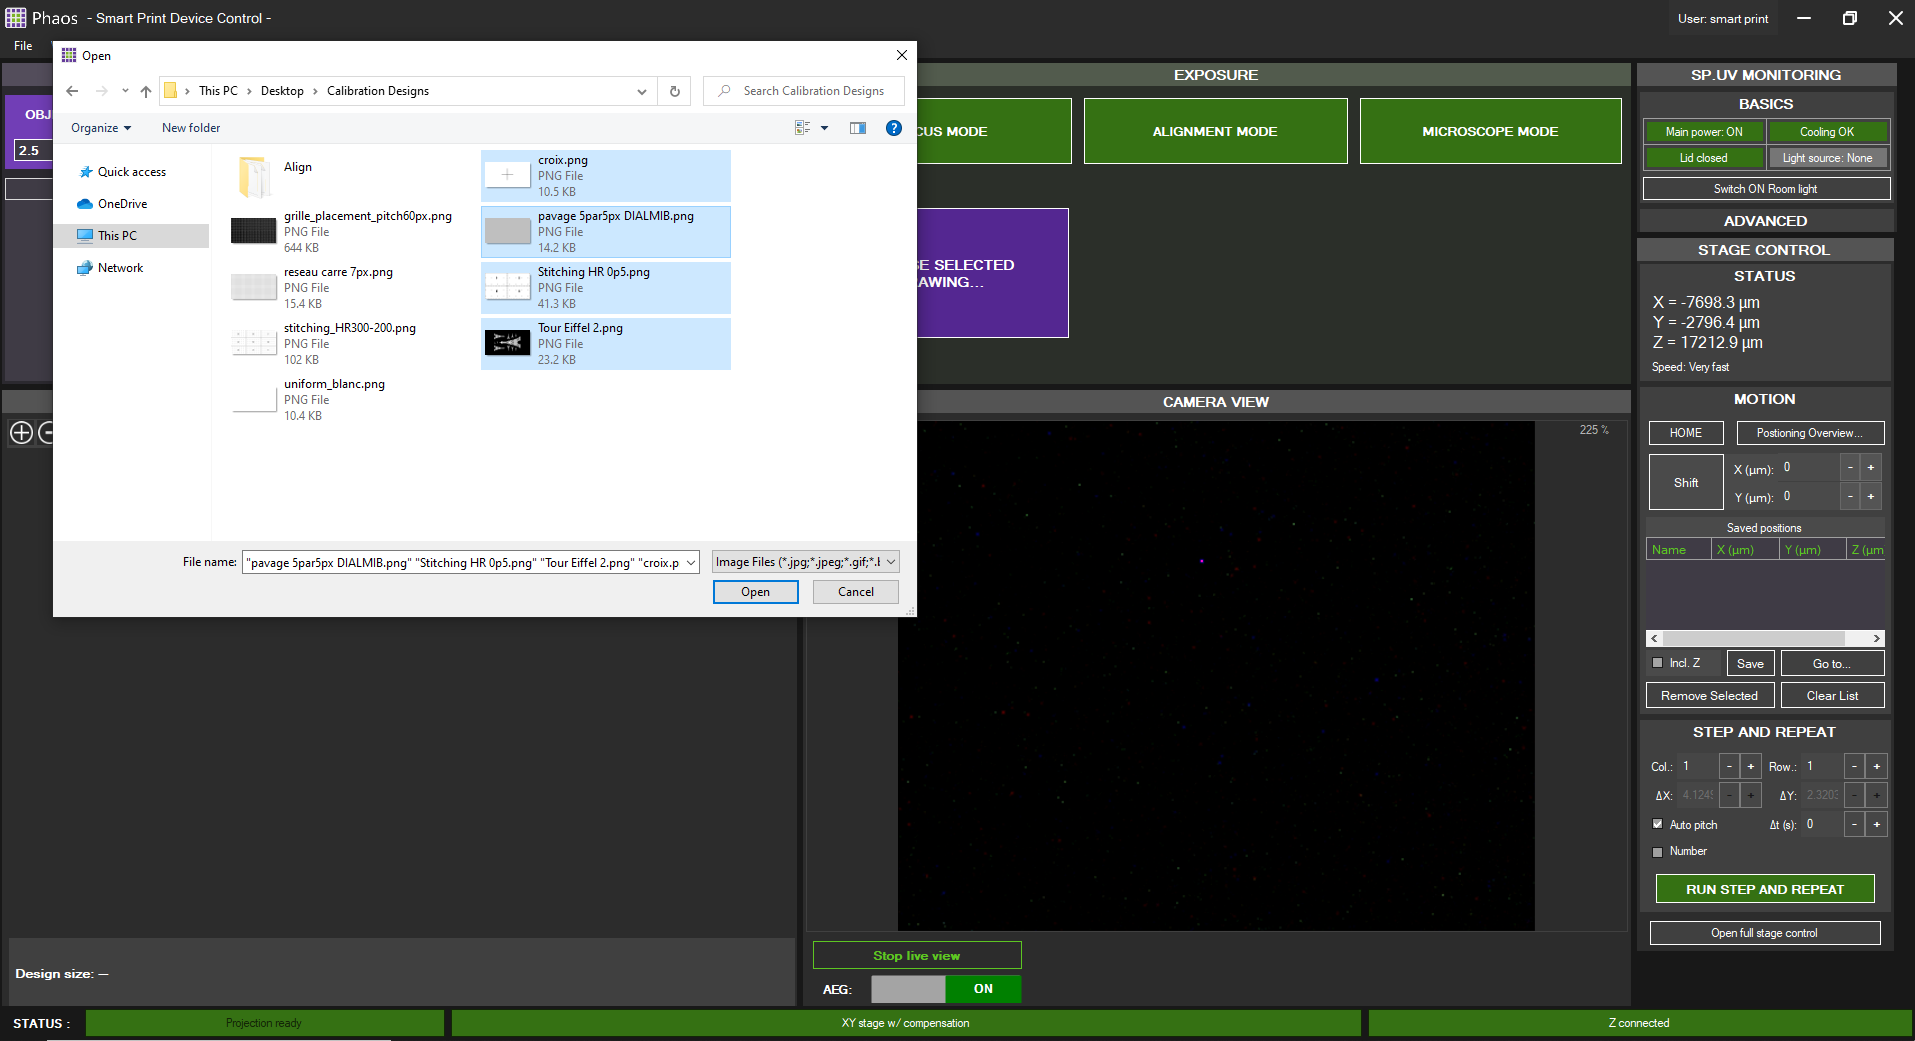 Phaos - Smart Print Device Control -
User: smart print
File
Open
This PC
Desktop
Calibration Designs
Search Calibration Designs
Organize
New folder
Quick access
OneDrive
This PC
Network
Align
grille_placement_pitch60px.png
PNG File
644 KB
reseau carre 7px.png
PNG File
15.4 KB
stitching_HR300-200.png
PNG File
102 KB
uniform_blanc.png
PNG File
10.4 KB
croix.png
PNG File
10.5 KB
pavage 5par5px DIALMIB.png
PNG File
14.2 KB
Stitching HR 0p5.png
PNG File
41.3 KB
Tour Eiffel 2.png
PNG File
23.2 KB
File name:
"pavage 5par5px DIALMIB.png" "Stitching HR 0p5.png" "Tour Eiffel 2.png" "croix.p
Image Files (*.jpg;*.jpeg;*.gif;*.
Open
Cancel
OBJ
2.5
EXPOSURE
CUS MODE
ALIGNMENT MODE
MICROSCOPE MODE
SE SELECTED
AWING...
CAMERA VIEW
225 %
Stop live view
AEG:
ON
Design size: —
SP.UV MONITORING
BASICS
Main power: ON
Cooling OK
Lid closed
Light source: None
Switch ON Room light
ADVANCED
STAGE CONTROL
STATUS
X = -7698.3 µm
Y = -2796.4 µm
Z = 17212.9 µm
Speed: Very fast
MOTION
HOME
Postioning Overview...
Shift
X (µm): 0 - +
Y (µm): 0 - +
Saved positions
Name X (µm) Y (µm) Z (µm
Incl. Z
Save
Go to...
Remove Selected
Clear List
STEP AND REPEAT
Col.: 1 - + Row.: 1 - +
ΔX: 4.1249 - + ΔY: 2.3203 - +
Auto pitch Δt (s): 0 - +
Number
RUN STEP AND REPEAT
Open full stage control
STATUS :
Projection ready
XY stage w/ compensation
Z connected